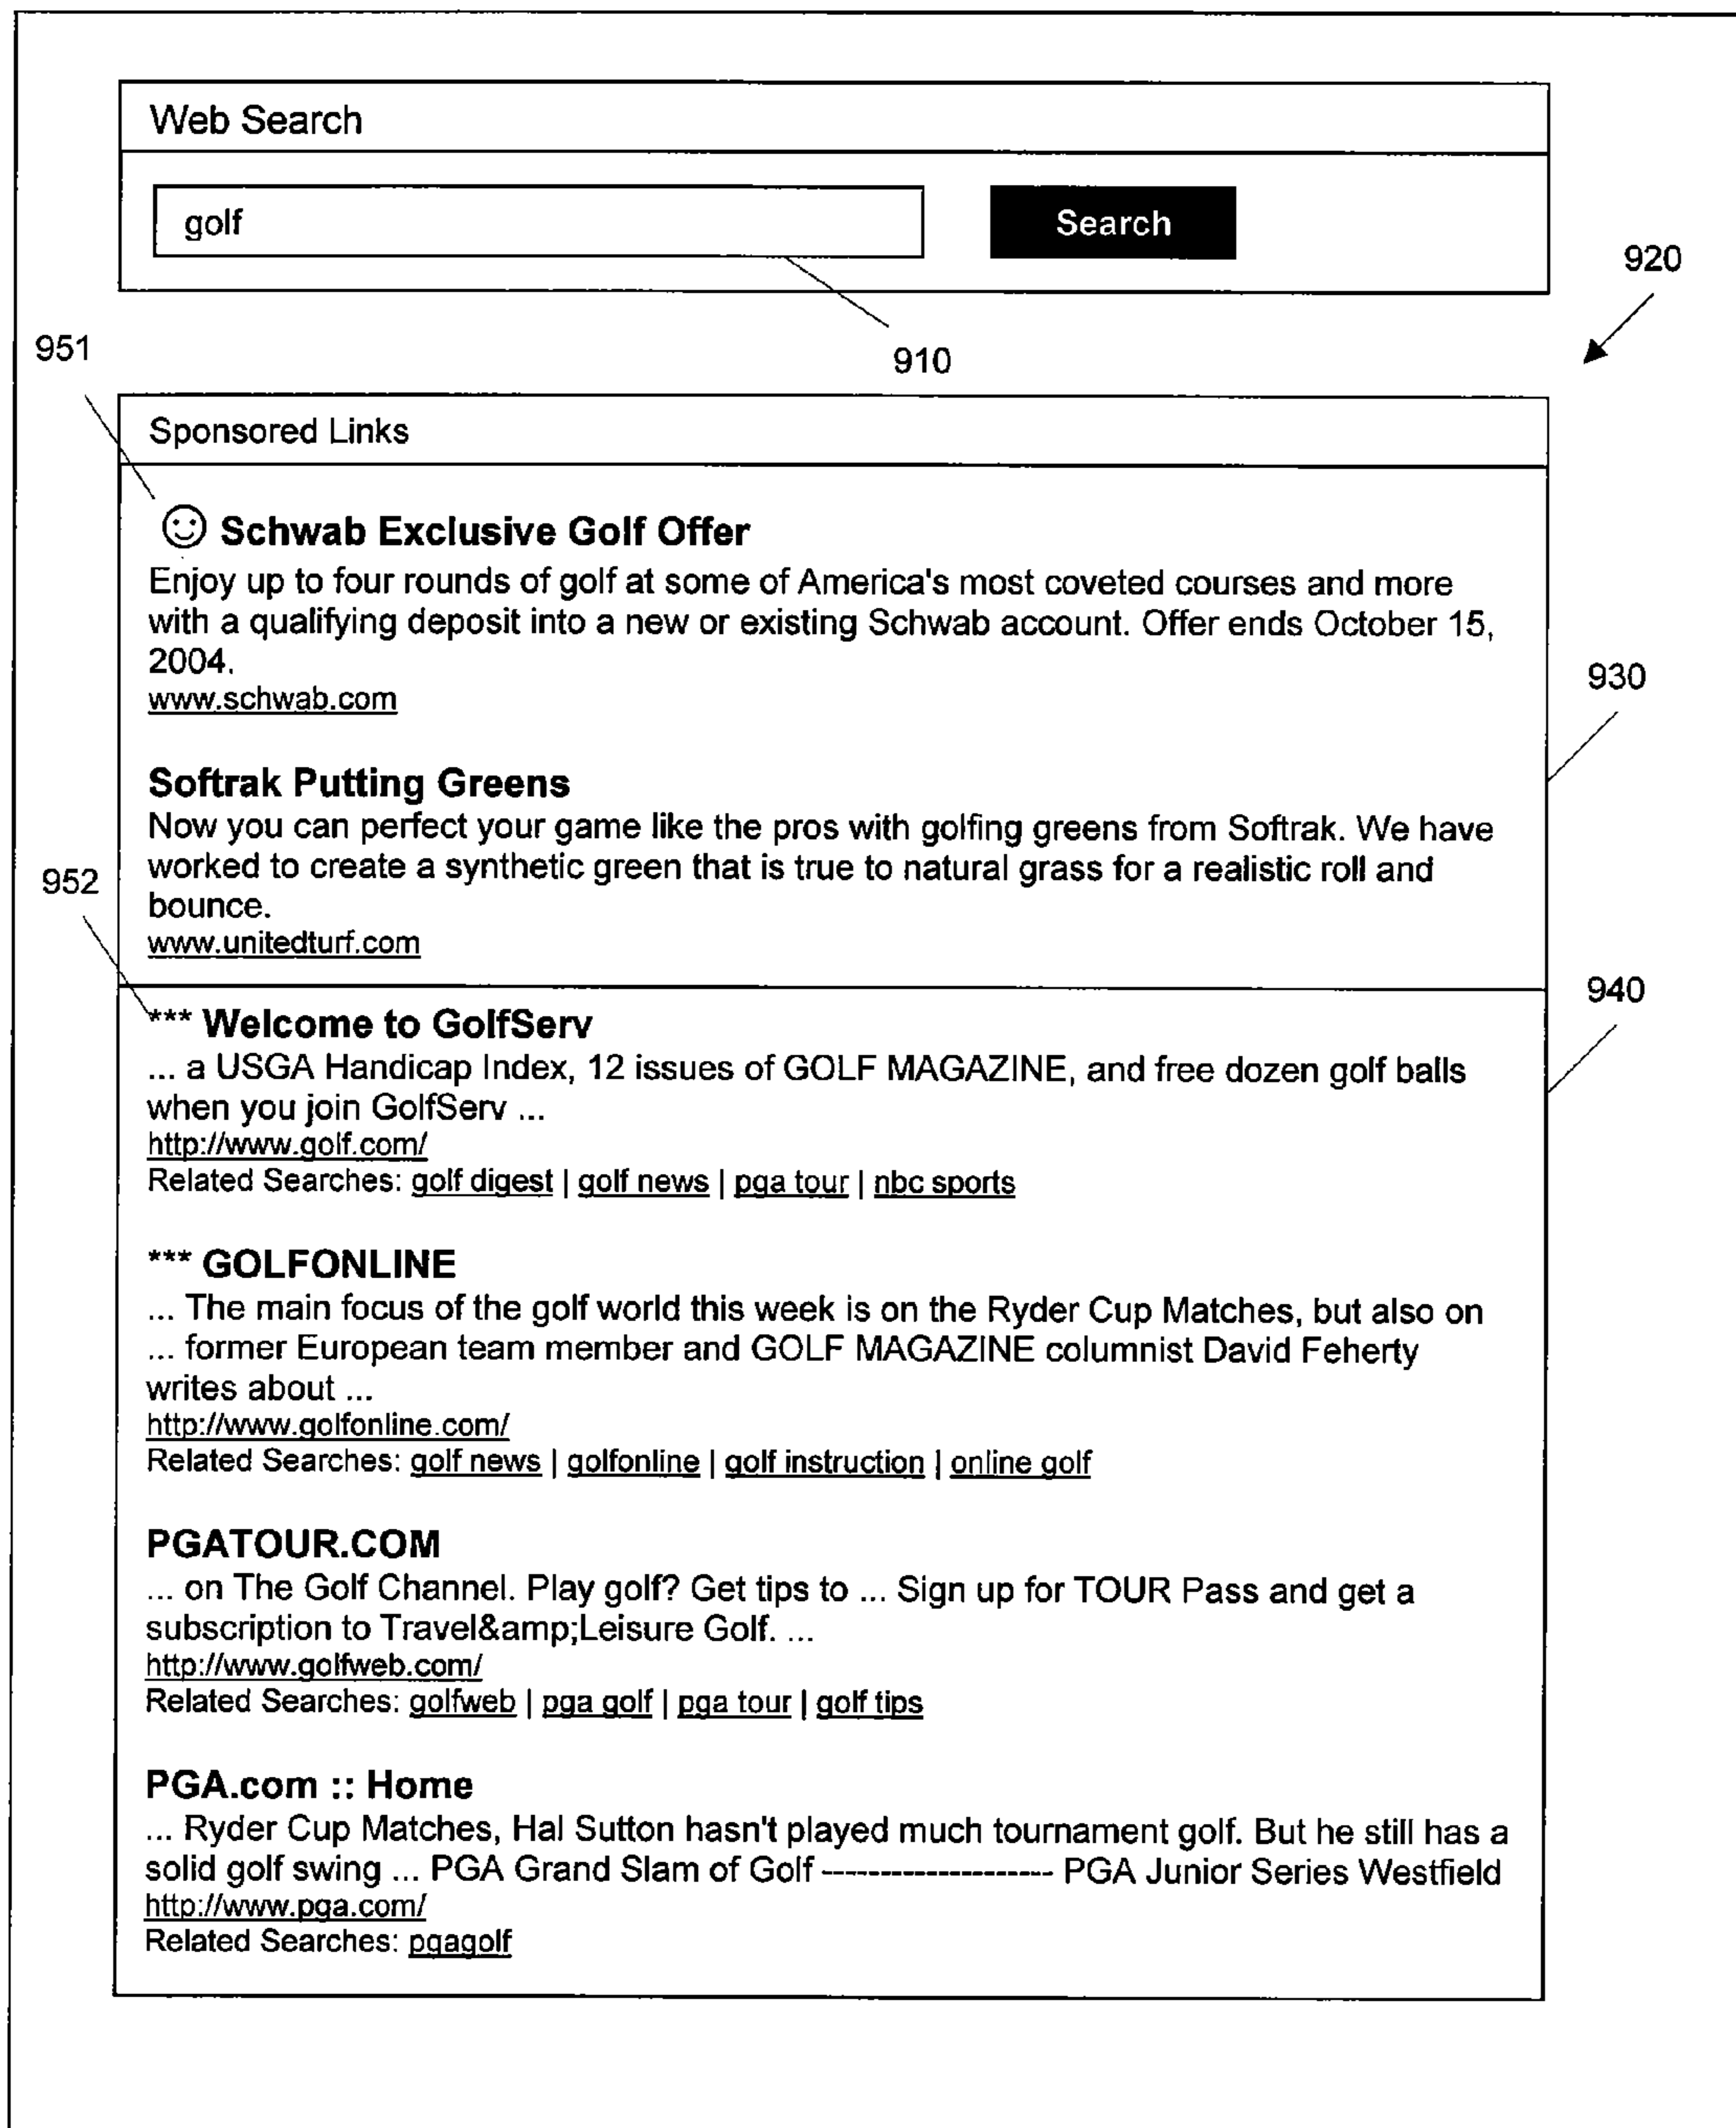 Web Search
golf
Search
920
951
910
Sponsored Links
Schwab Exclusive Golf Offer
Enjoy up to four rounds of golf at some of America's most coveted courses and more
with a qualifying deposit into a new or existing Schwab account. Offer ends October 15,
2004.
www.schwab.com
930
Softrak Putting Greens
Now you can perfect your game like the pros with golfing greens from Softrak. We have
worked to create a synthetic green that is true to natural grass for a realistic roll and
bounce.
www.unitedturf.com
952
940
*** Welcome to GolfServ
... a USGA Handicap Index, 12 issues of GOLF MAGAZINE, and free dozen golf balls
when you join GolfServ ...
http://www.golf.com/
Related Searches: golf digest | golf news | pga tour | nbc sports
*** GOLFONLINE
... The main focus of the golf world this week is on the Ryder Cup Matches, but also on
... former European team member and GOLF MAGAZINE columnist David Feherty
writes about ...
http://www.golfonline.com/
Related Searches: golf news | golfonline | golf instruction | online golf
PGATOUR.COM
... on The Golf Channel. Play golf? Get tips to ... Sign up for TOUR Pass and get a
subscription to Travel&amp;Leisure Golf. ...
http://www.golfweb.com/
Related Searches: golfweb | pga golf | pga tour | golf tips
PGA.com :: Home
... Ryder Cup Matches, Hal Sutton hasn't played much tournament golf. But he still has a
solid golf swing ... PGA Grand Slam of Golf -------------------- PGA Junior Series Westfield
http://www.pga.com/
Related Searches: pgagolf